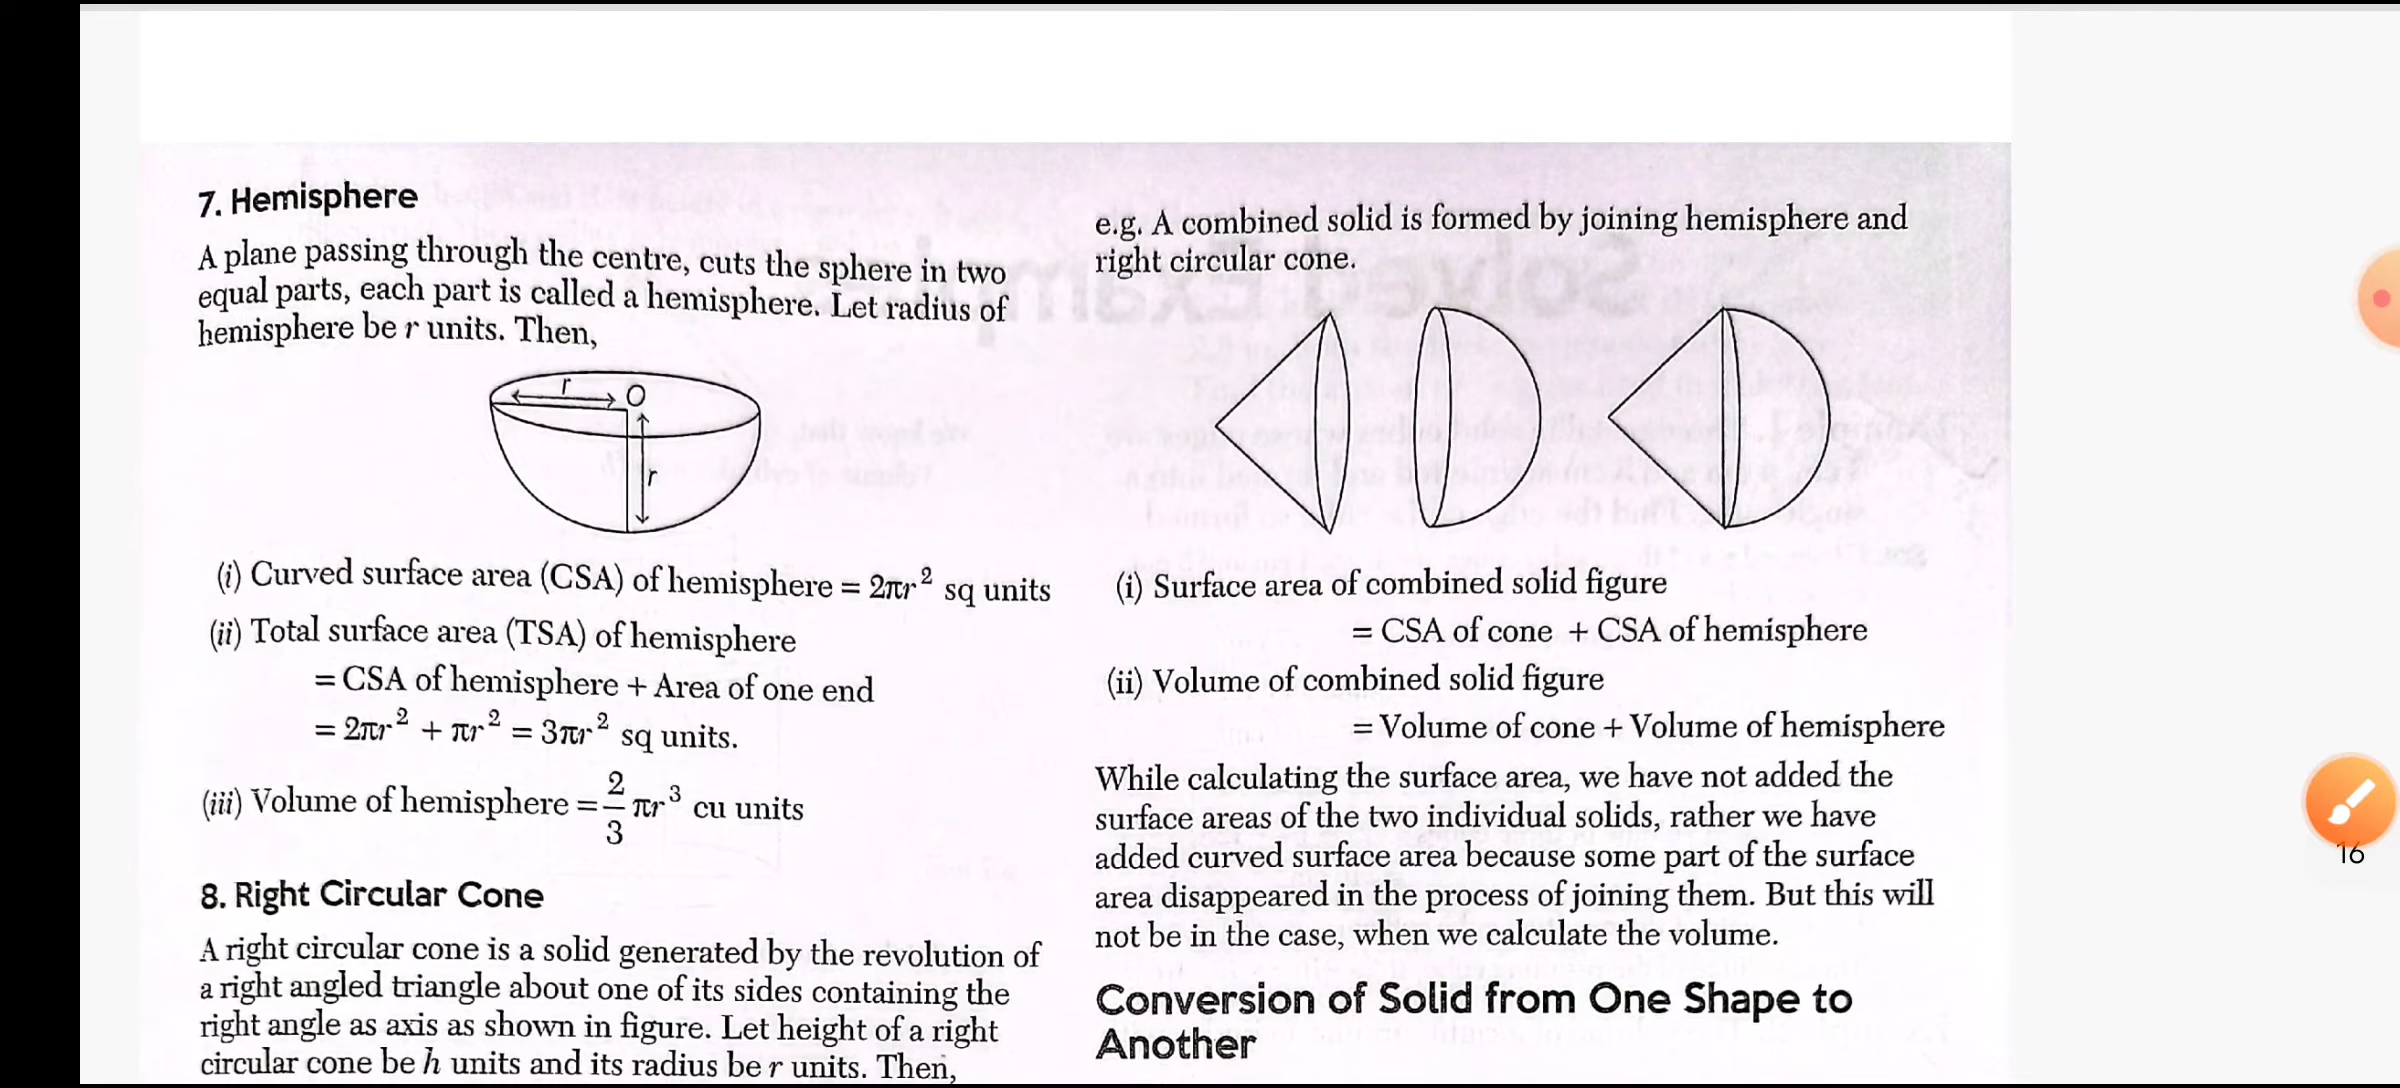 7. Hemisphere
A plane passing through the centre, cuts the sphere in two
equal parts, each part is called a hemisphere. Let radius of
hemisphere be r units. Then,
r
O
r
(i) Curved surface area (CSA) of hemisphere = 2πr² sq units
(ii) Total surface area (TSA) of hemisphere
= CSA of hemisphere + Area of one end
= 2πr² + πr² = 3πr² sq units.
(iii) Volume of hemisphere = 2/3 πr³ cu units
8. Right Circular Cone
A right circular cone is a solid generated by the revolution of
a right angled triangle about one of its sides containing the
right angle as axis as shown in figure. Let height of a right
circular cone be h units and its radius be r units. Then,
e.g. A combined solid is formed by joining hemisphere and
right circular cone.
(i) Surface area of combined solid figure
= CSA of cone + CSA of hemisphere
(ii) Volume of combined solid figure
= Volume of cone + Volume of hemisphere
While calculating the surface area, we have not added the
surface areas of the two individual solids, rather we have
added curved surface area because some part of the surface
area disappeared in the process of joining them. But this will
not be in the case, when we calculate the volume.
Conversion of Solid from One Shape to
Another
16